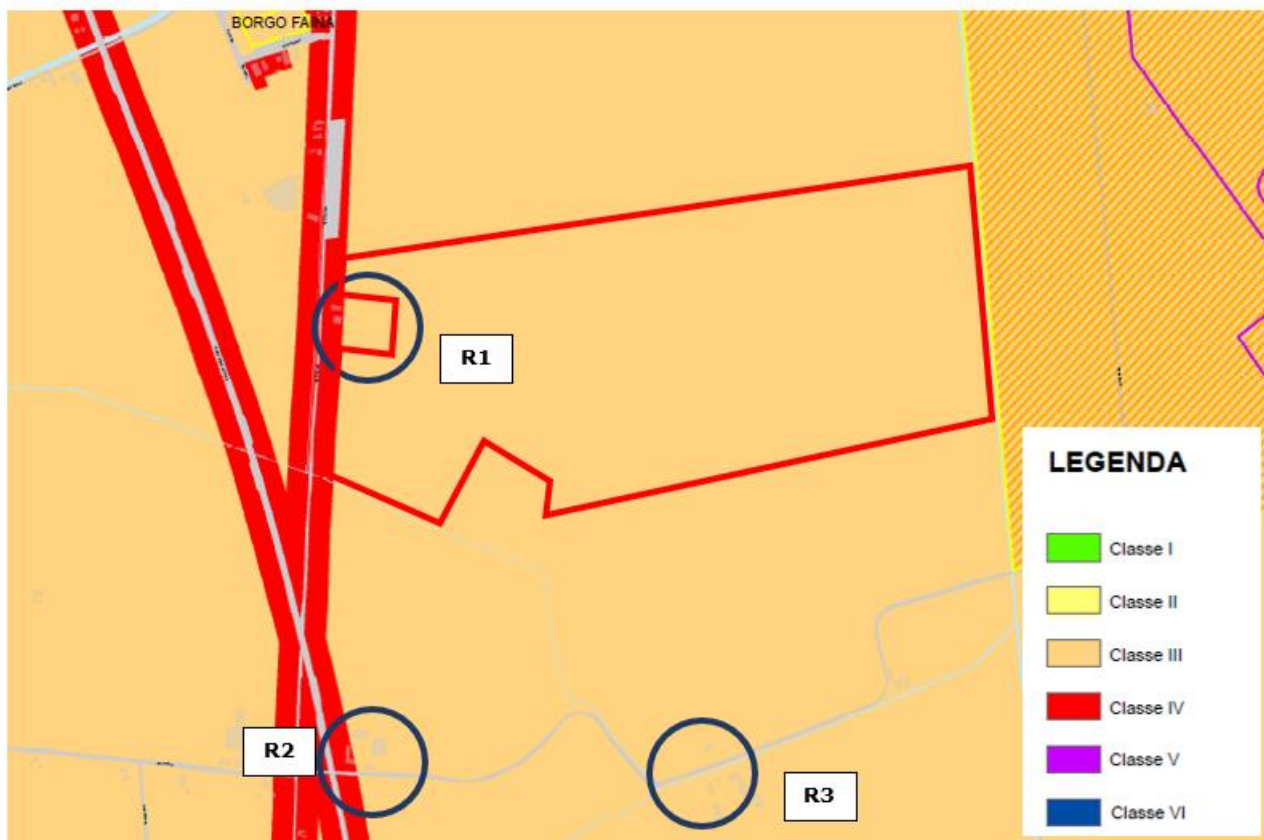 BORGO FAINA
R1
R2
R3
LEGENDA
Classe I
Classe II
Classe III
Classe IV
Classe V
Classe VI